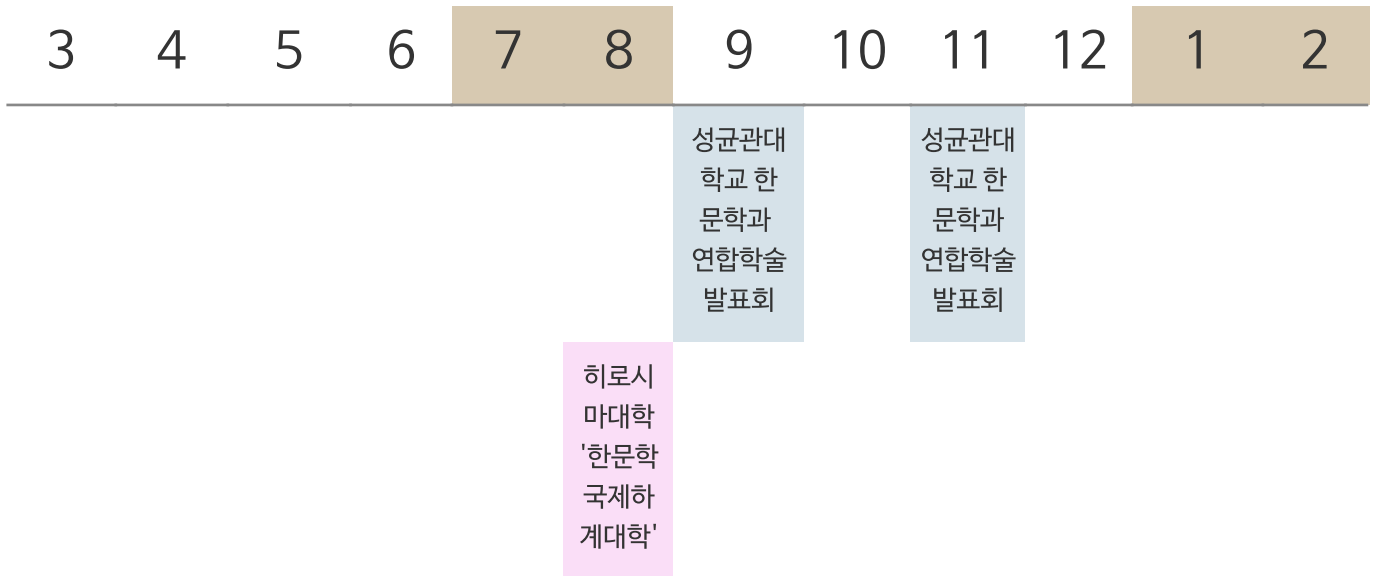 3 4 5 6 7 8 9 10 11 12 1 2
성균관대
학교 한
문학과
연합학술
발표회
성균관대
학교 한
문학과
연합학술
발표회
히로시
마대학
'한문학
국제하
계대학'